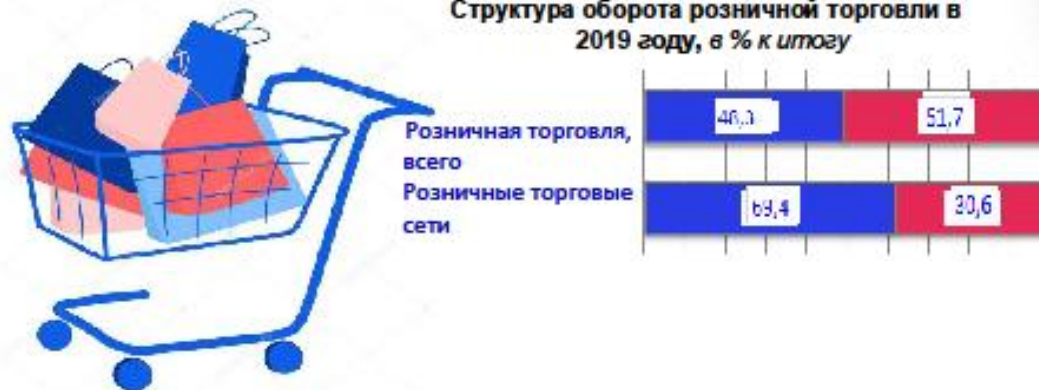 Структура оборота розничной торговли в
2019 году, в % к итогу
Розничная торговля,
всего
51,7
Розничные торговые
сети
69,4
30,6